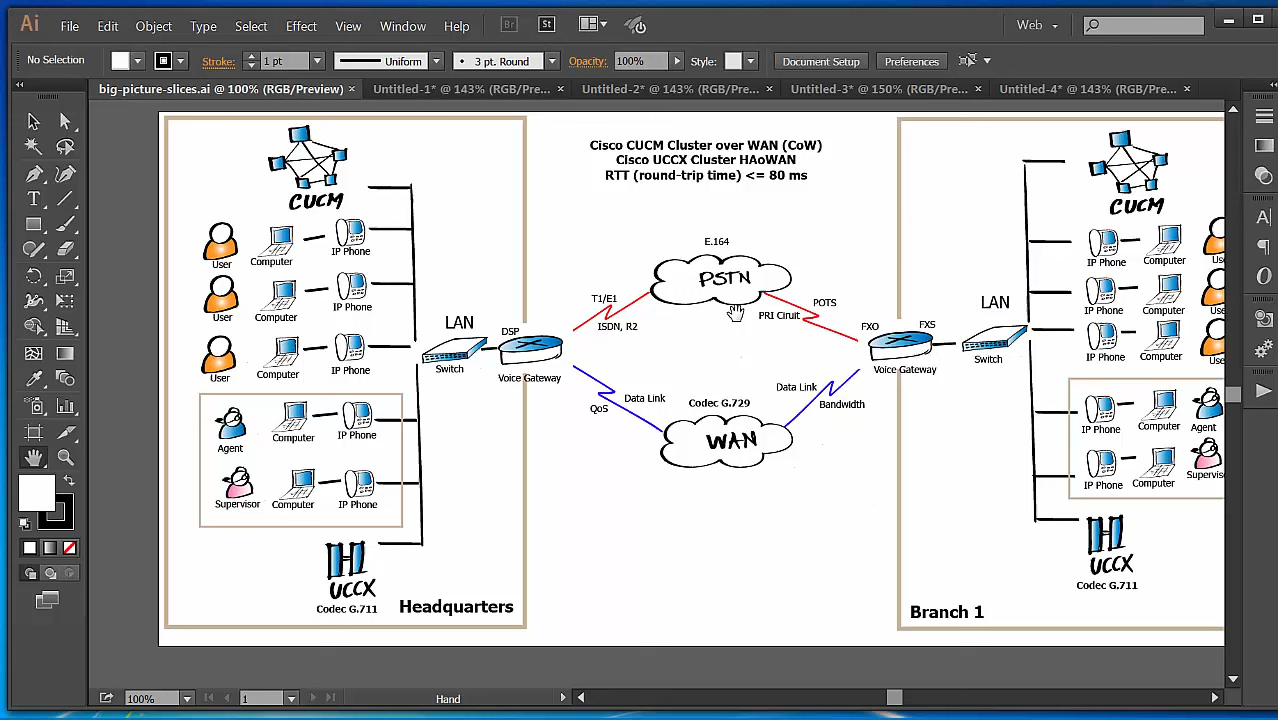 Ai File Edit Object Type Select Effect View Window Help Br St Web
No Selection Stroke: 1 pt Uniform 3 pt. Round Opacity: 100% Style: Document Setup Preferences
big-picture-slices.ai @ 100% (RGB/Preview) × Untitled-1* @ 143% (RGB/Pre... × Untitled-2* @ 143% (RGB/Pre... × Untitled-3* @ 150% (RGB/Pre... × Untitled-4* @ 143% (RGB/Pre... ×
Cisco CUCM Cluster over WAN (CoW)
Cisco UCCX Cluster HAoWAN
RTT (round-trip time) <= 80 ms
CUCM
User
Computer
IP Phone
User
Computer
IP Phone
User
Computer
IP Phone
Agent
Computer
IP Phone
Supervisor
Computer
IP Phone
UCCX
Codec G.711
Headquarters
LAN
Switch
DSP
Voice Gateway
E.164
PSTN
T1/E1
ISDN, R2
POTS
PRI Ciruit
QoS
Data Link
Codec G.729
WAN
Data Link
Bandwidth
FXO
FXS
Voice Gateway
LAN
Switch
CUCM
IP Phone
Computer
IP Phone
Computer
IP Phone
Computer
IP Phone
Computer
Agent
IP Phone
Computer
UCCX
Codec G.711
Branch 1
100% 1 Hand